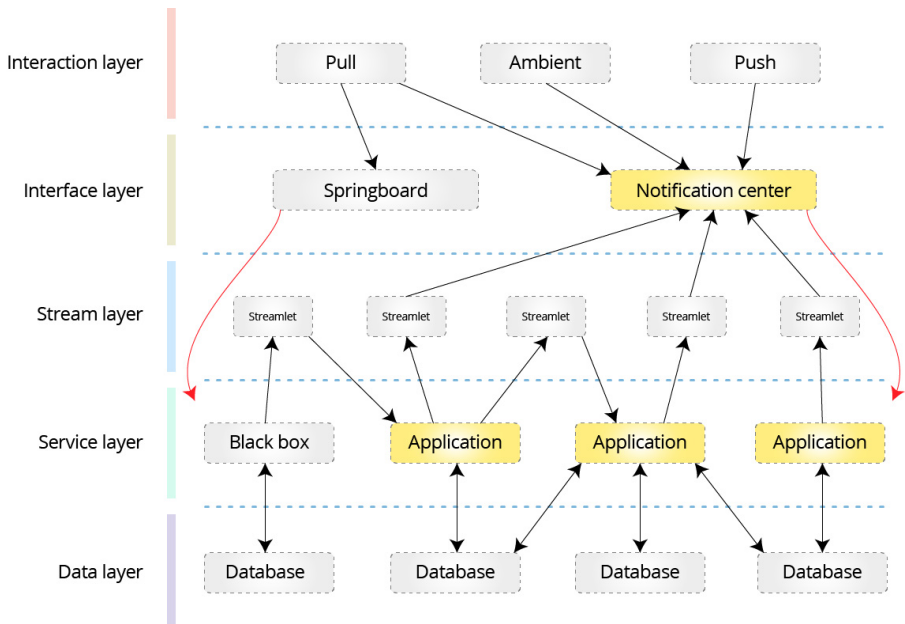 Interaction layer
Pull
Ambient
Push
Interface layer
Springboard
Notification center
Stream layer
Streamlet
Streamlet
Streamlet
Streamlet
Streamlet
Service layer
Black box
Application
Application
Application
Data layer
Database
Database
Database
Database